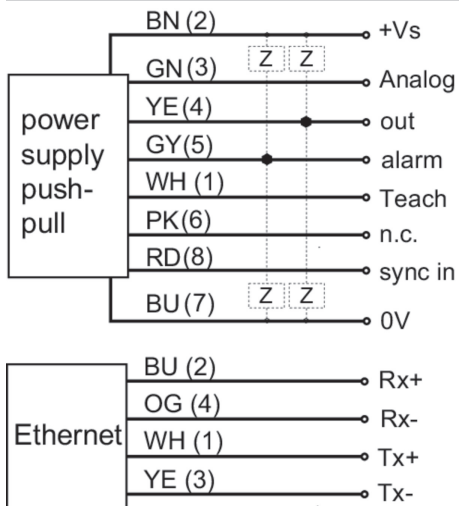 BN (2) +Vs
Z Z
GN (3) Analog
YE (4) out
GY (5) alarm
WH (1) Teach
PK (6) n.c.
RD (8) sync in
Z Z
BU (7) 0V
power
supply
push-
pull
BU (2) Rx+
OG (4) Rx-
Ethernet
WH (1) Tx+
YE (3) Tx-